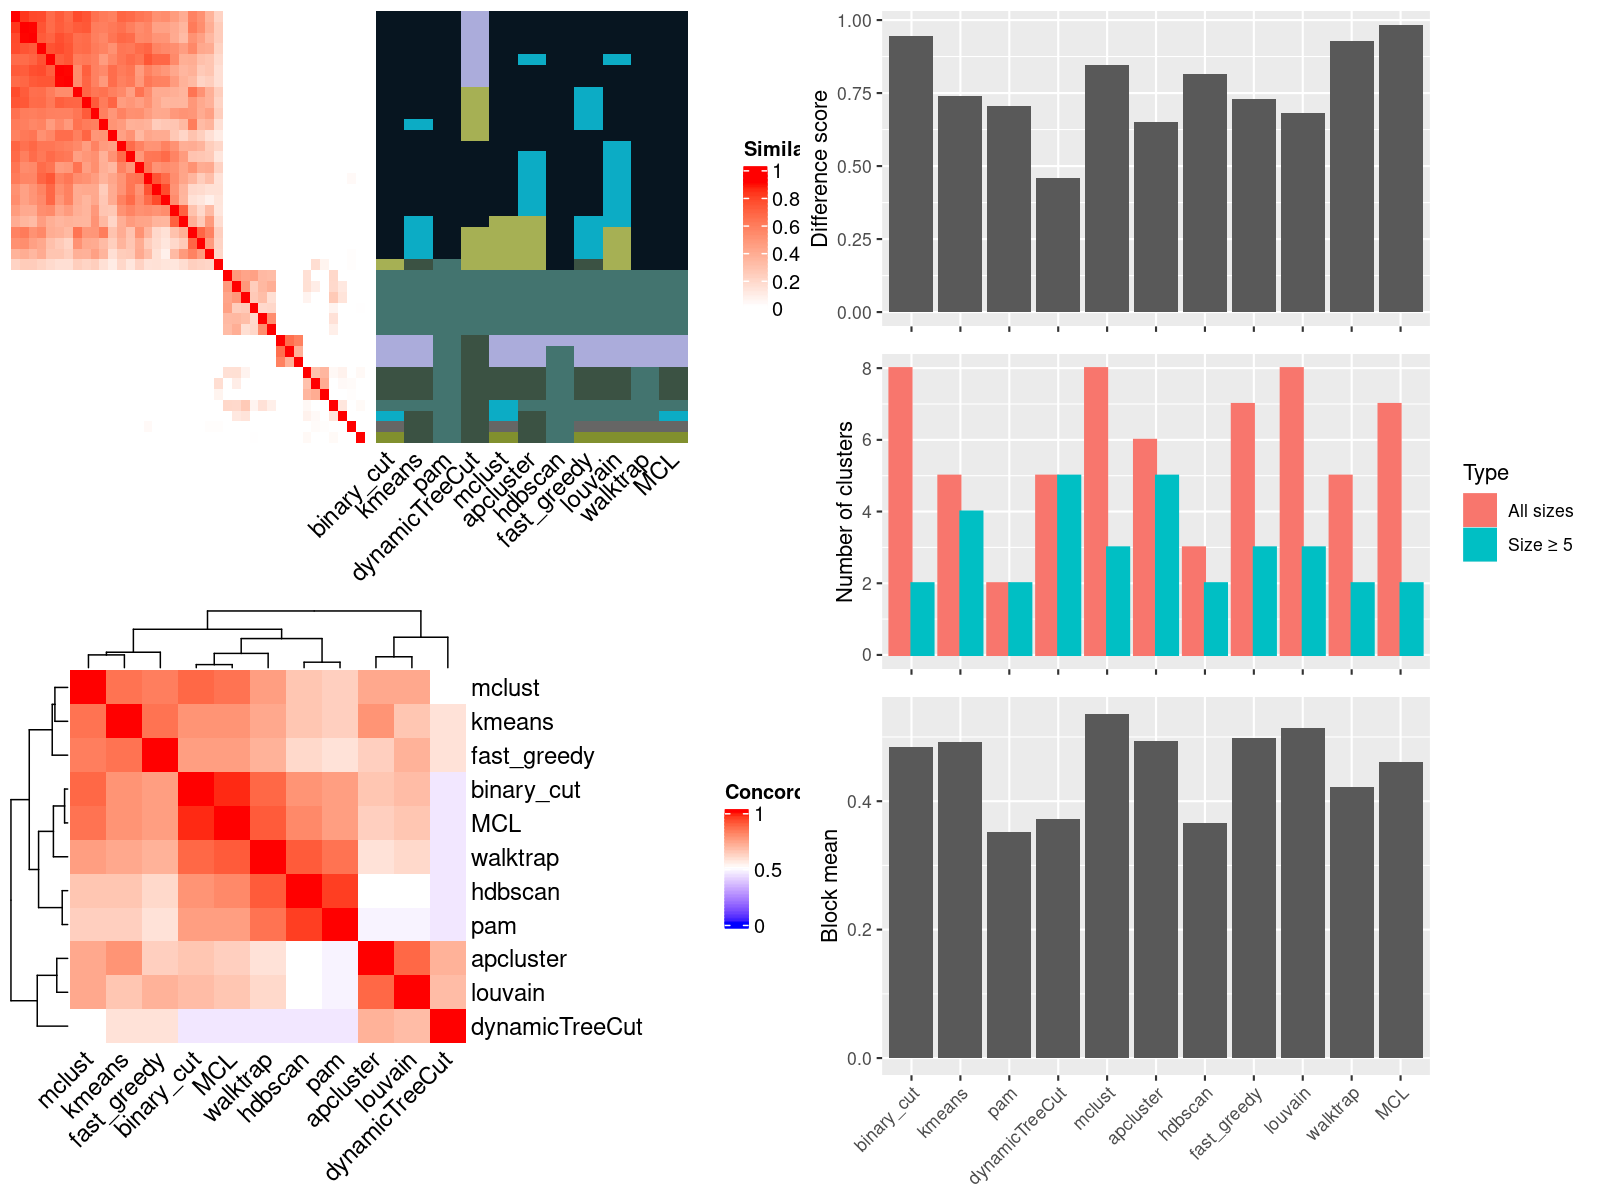 Simila
1
0.8
0.6
0.4
0.2
0
binary_cut
kmeans
pam
dynamicTreeCut
mclust
apcluster
hdbscan
fast_greedy
louvain
walktrap
MCL
mclust
kmeans
fast_greedy
binary_cut
MCL
walktrap
hdbscan
pam
apcluster
louvain
dynamicTreeCut
mclust
kmeans
fast_greedy
binary_cut
MCL
walktrap
hdbscan
pam
apcluster
louvain
dynamicTreeCut
Concord
1
0.5
0
Difference score
1.00
0.75
0.50
0.25
0.00
Number of clusters
8
6
4
2
0
Type
All sizes
Size ≥ 5
Block mean
0.4
0.2
0.0
binary_cut
kmeans
pam
dynamicTreeCut
mclust
apcluster
hdbscan
fast_greedy
louvain
walktrap
MCL